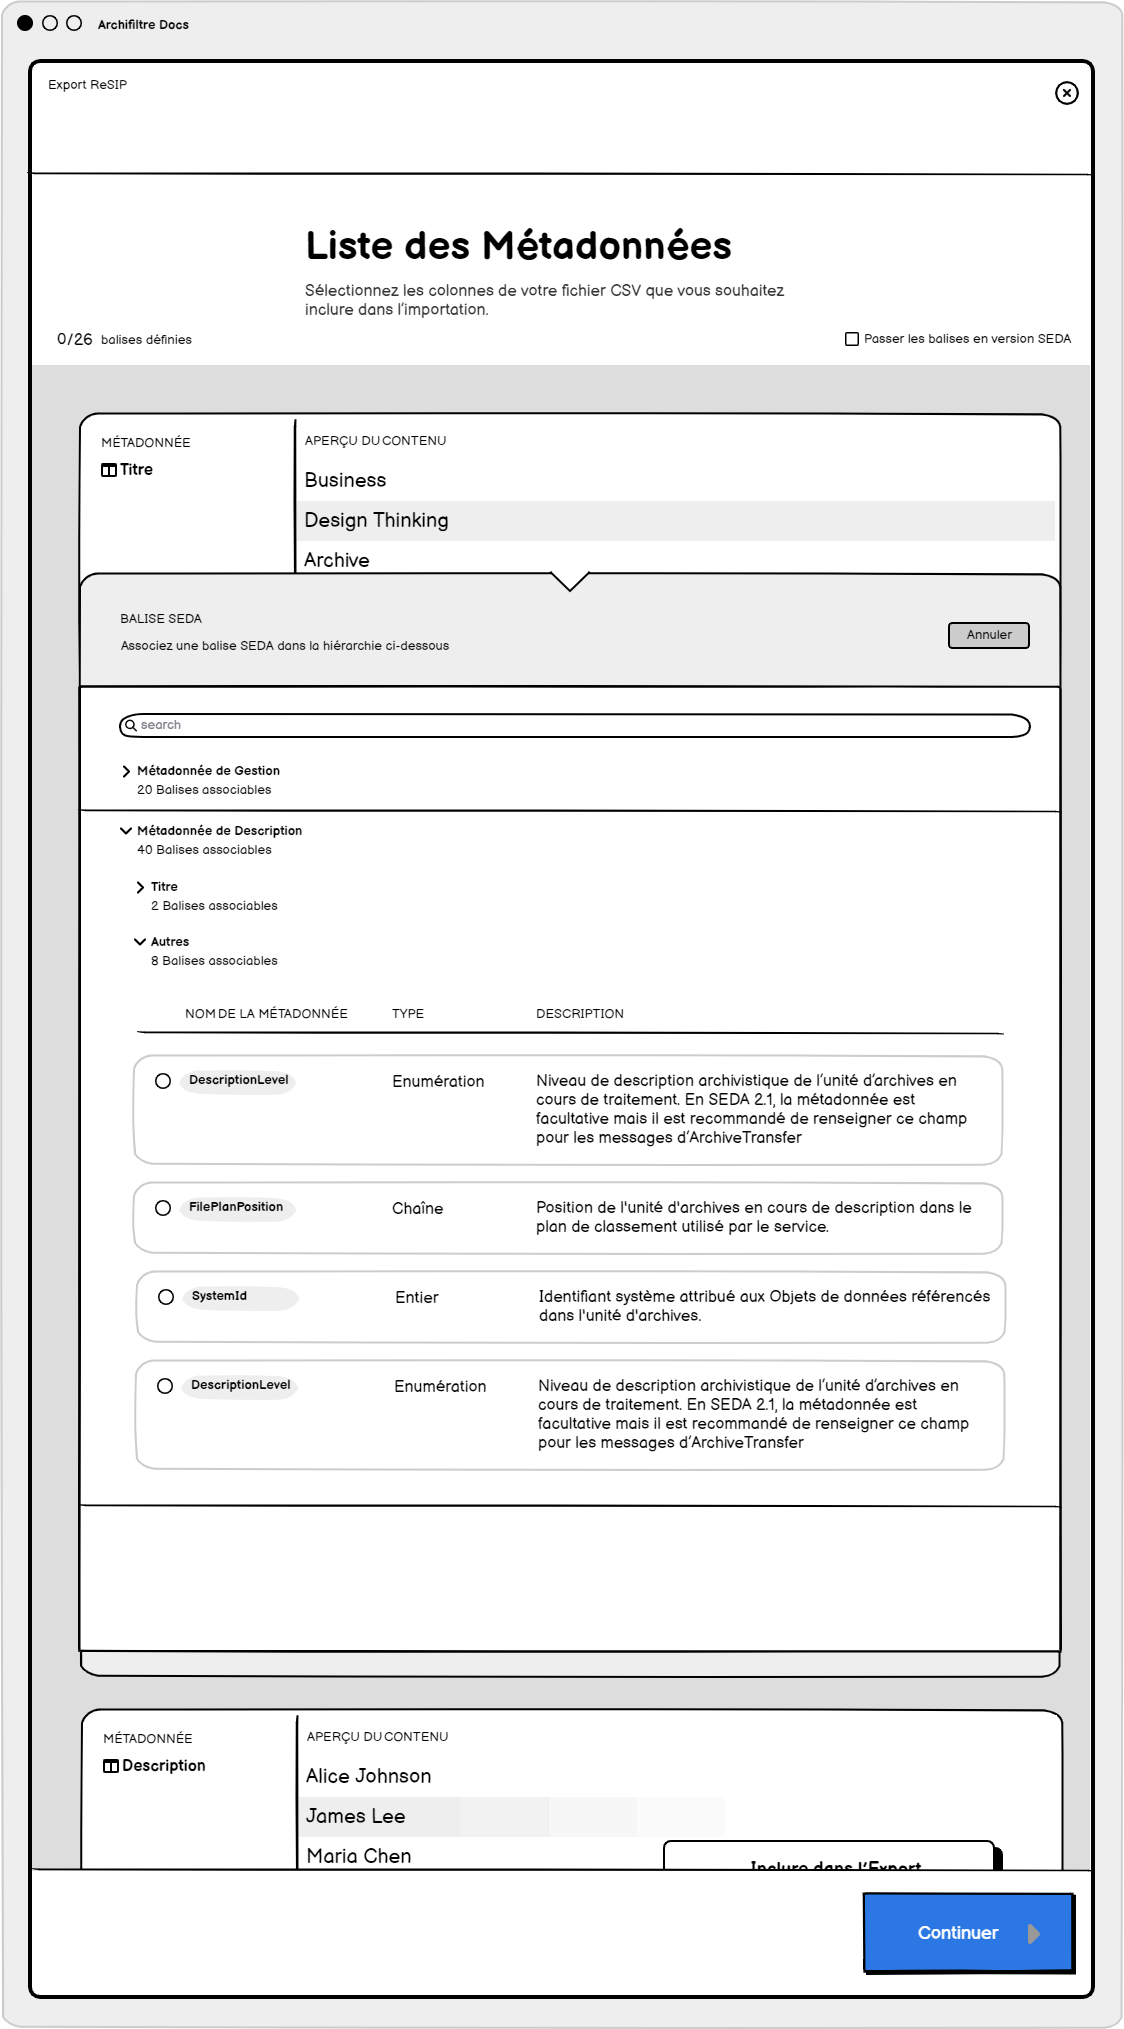 Archifiltre Docs
Export ReSIP
Liste des Métadonnées
Sélectionnez les colonnes de votre fichier CSV que vous souhaitez
inclure dans l’importation.
0/26 balises définies
Passer les balises en version SEDA
MÉTADONNÉE
Titre
APERÇU DU CONTENU
Business
Design Thinking
Archive
BALISE SEDA
Associez une balise SEDA dans la hiérarchie ci-dessous
Annuler
search
Métadonnée de Gestion
20 Balises associables
Métadonnée de Description
40 Balises associables
Titre
2 Balises associables
Autres
8 Balises associables
NOM DE LA MÉTADONNÉE TYPE DESCRIPTION
DescriptionLevel Enumération Niveau de description archivistique de l’unité d’archives en
cours de traitement. En SEDA 2.1, la métadonnée est
facultative mais il est recommandé de renseigner ce champ
pour les messages d’ArchiveTransfer
FilePlanPosition Chaîne Position de l'unité d'archives en cours de description dans le
plan de classement utilisé par le service.
SystemId Entier Identifiant système attribué aux Objets de données référencés
dans l'unité d'archives.
DescriptionLevel Enumération Niveau de description archivistique de l’unité d’archives en
cours de traitement. En SEDA 2.1, la métadonnée est
facultative mais il est recommandé de renseigner ce champ
pour les messages d’ArchiveTransfer
MÉTADONNÉE
Description
APERÇU DU CONTENU
Alice Johnson
James Lee
Maria Chen
Inclure dans l’Export
Continuer